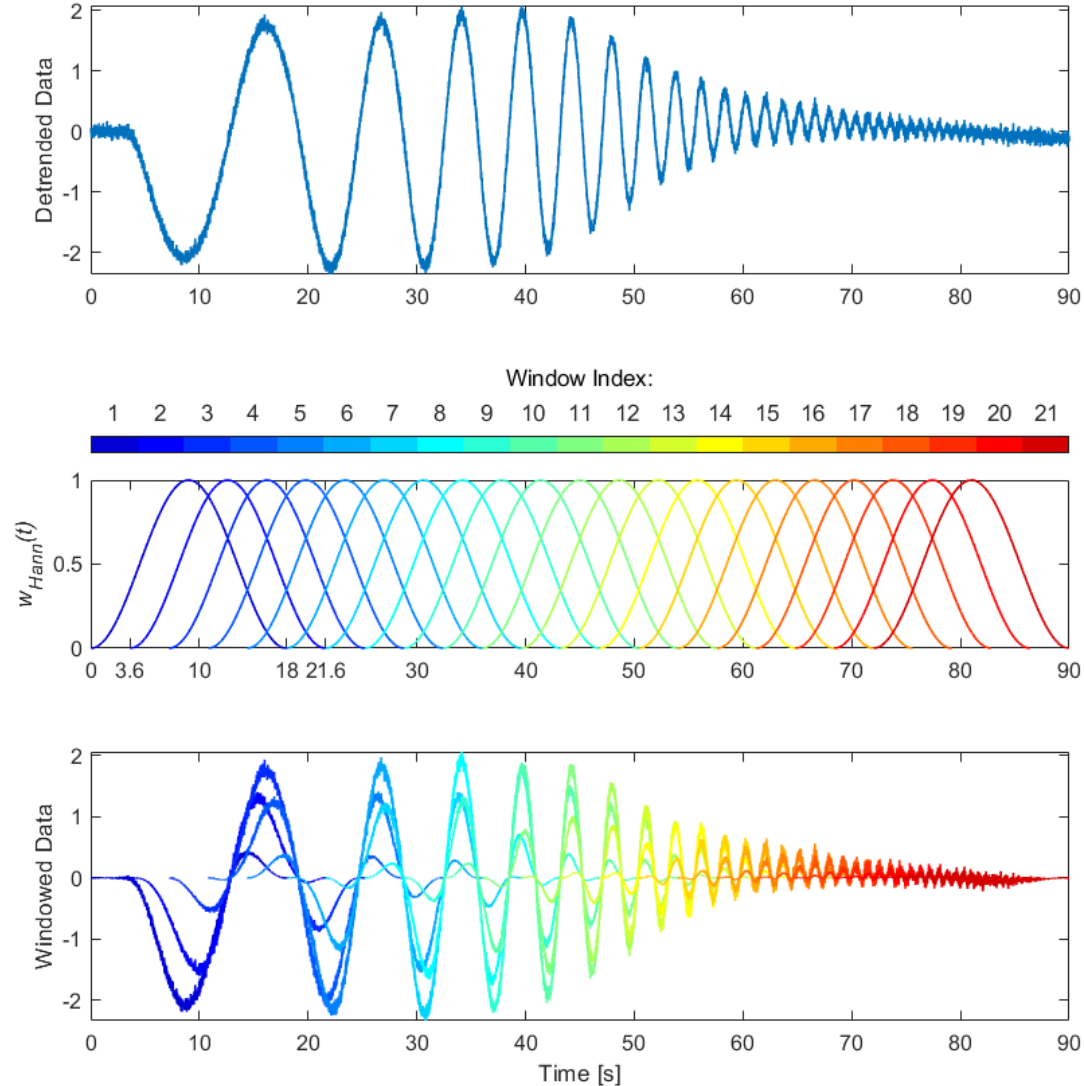 2
1
0
-1
-2
Detrended Data
0 10 20 30 40 50 60 70 80 90
Window Index:
1 2 3 4 5 6 7 8 9 10 11 12 13 14 15 16 17 18 19 20 21
1
0.5
0
w_Hann(t)
0 3.6 10 18 21.6 30 40 50 60 70 80 90
2
1
0
-1
-2
Windowed Data
0 10 20 30 40 50 60 70 80 90
Time [s]